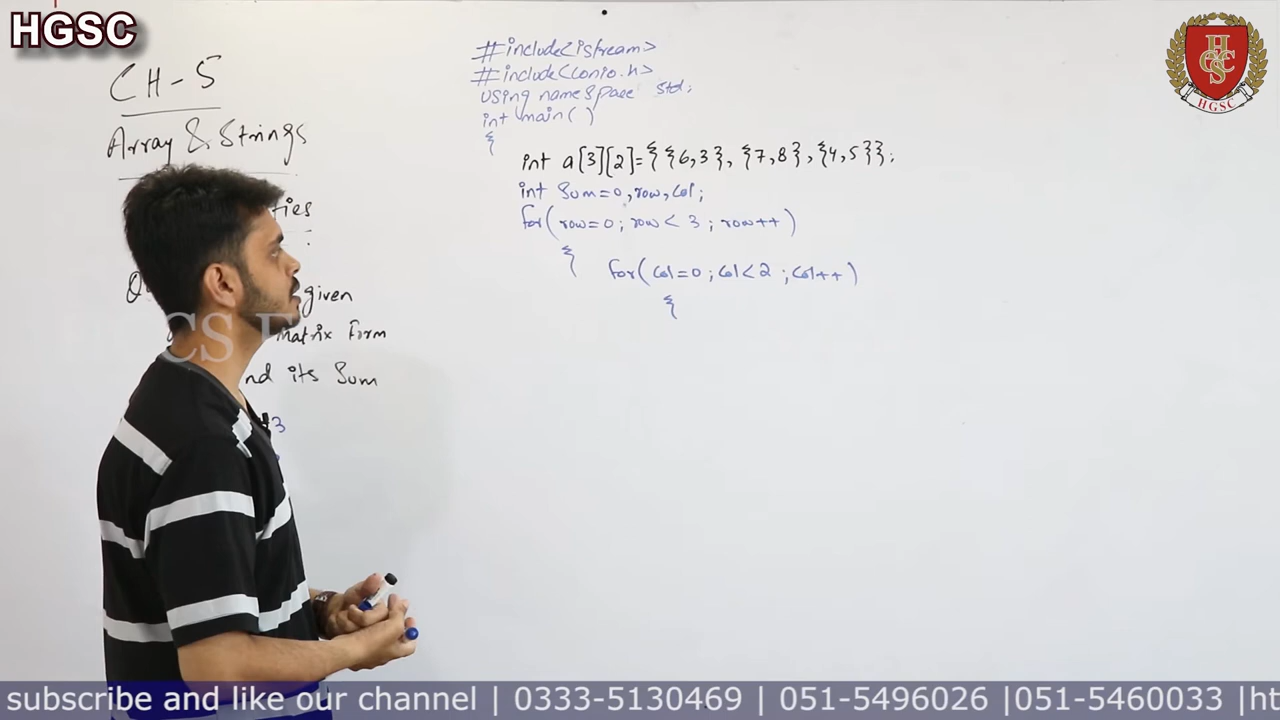 HGSC
CH-5
Array & Strings
ties
given
matrix Form
nd its Sum
3
#include<istream>
#include<conio.h>
using namespace std;
int main( )
{
int a[3][2]={{6,3}, {7,8},{4,5}};
int Sum=0,row,Col;
for(row=0; row<3; row++)
{
for(Col=0;Col<2;Col++)
{
HGSC
subscribe and like our channel | 0333-5130469 | 051-5496026 |051-5460033 |ht